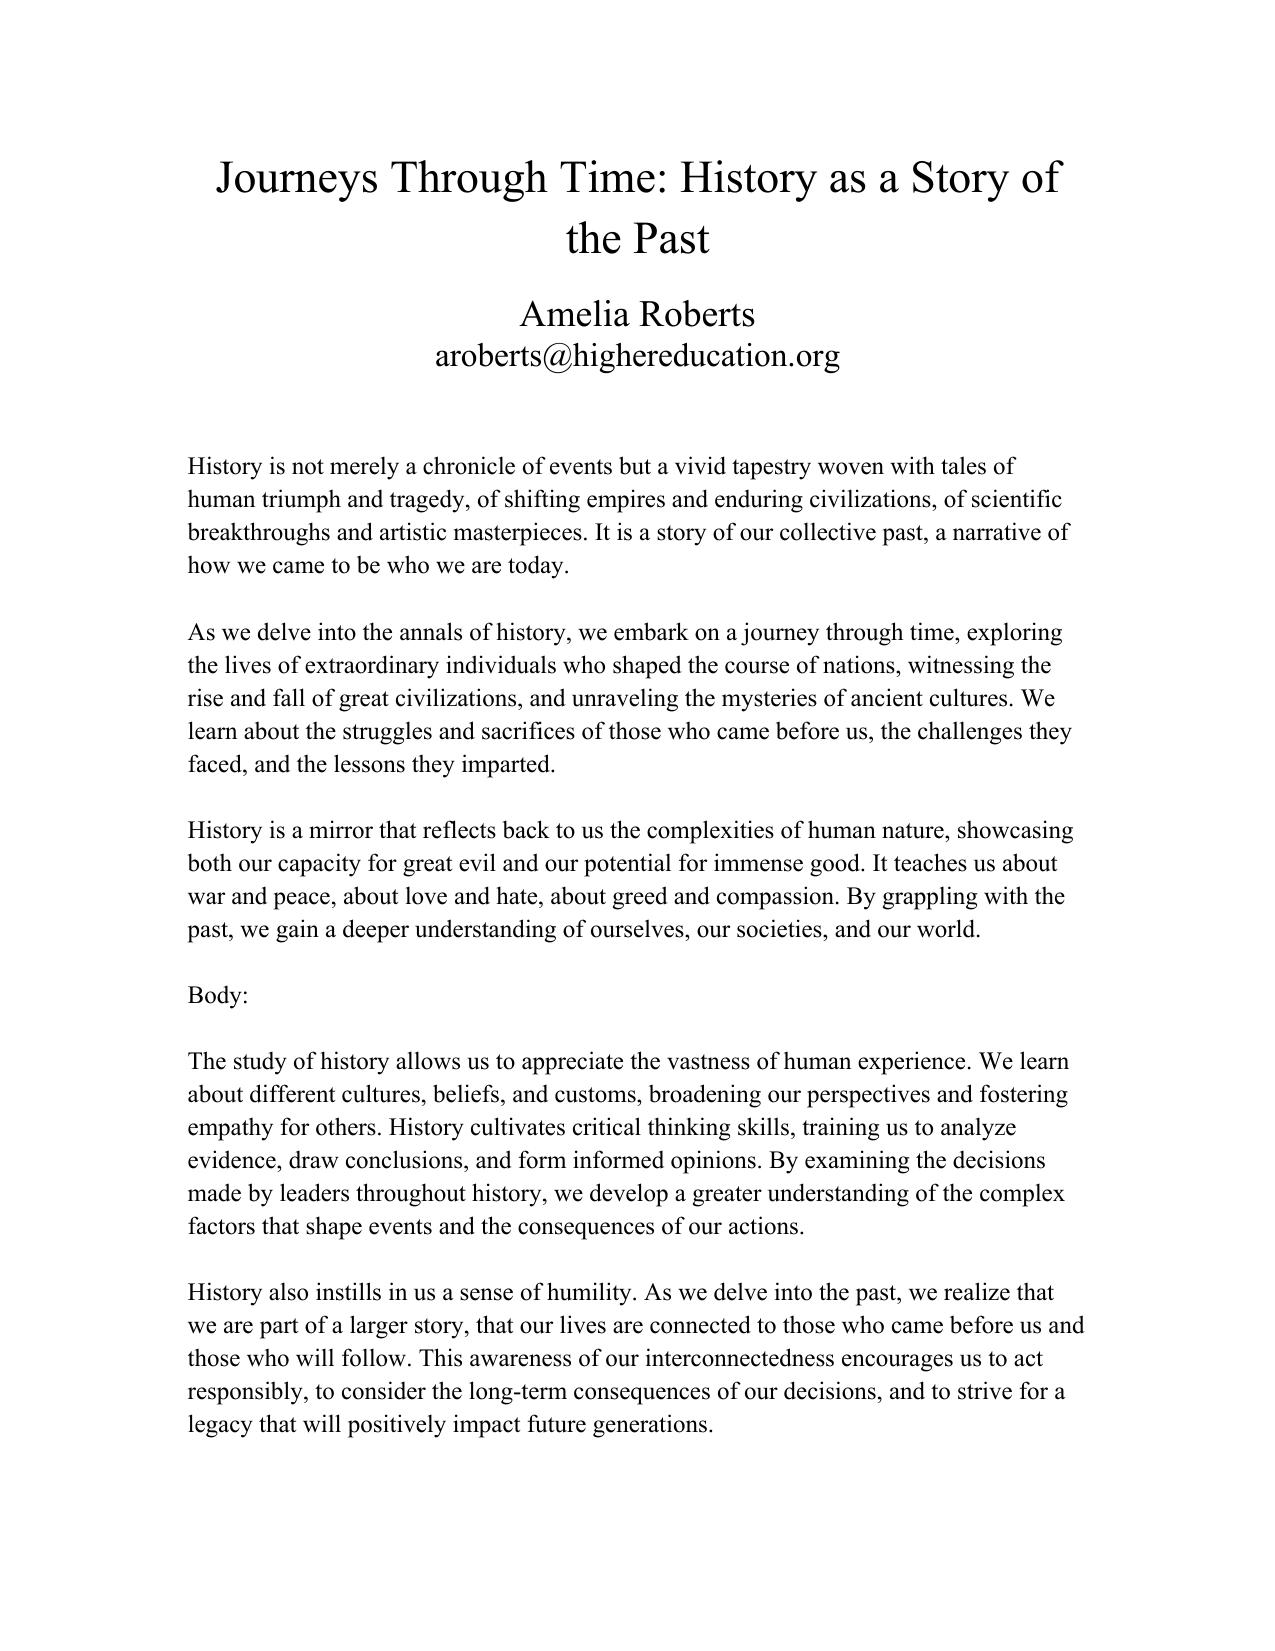 Journeys Through Time: History as a Story of
the Past
Amelia Roberts
aroberts@highereducation.org
History is not merely a chronicle of events but a vivid tapestry woven with tales of
human triumph and tragedy, of shifting empires and enduring civilizations, of scientific
breakthroughs and artistic masterpieces. It is a story of our collective past, a narrative of
how we came to be who we are today.
As we delve into the annals of history, we embark on a journey through time, exploring
the lives of extraordinary individuals who shaped the course of nations, witnessing the
rise and fall of great civilizations, and unraveling the mysteries of ancient cultures. We
learn about the struggles and sacrifices of those who came before us, the challenges they
faced, and the lessons they imparted.
History is a mirror that reflects back to us the complexities of human nature, showcasing
both our capacity for great evil and our potential for immense good. It teaches us about
war and peace, about love and hate, about greed and compassion. By grappling with the
past, we gain a deeper understanding of ourselves, our societies, and our world.
Body:
The study of history allows us to appreciate the vastness of human experience. We learn
about different cultures, beliefs, and customs, broadening our perspectives and fostering
empathy for others. History cultivates critical thinking skills, training us to analyze
evidence, draw conclusions, and form informed opinions. By examining the decisions
made by leaders throughout history, we develop a greater understanding of the complex
factors that shape events and the consequences of our actions.
History also instills in us a sense of humility. As we delve into the past, we realize that
we are part of a larger story, that our lives are connected to those who came before us and
those who will follow. This awareness of our interconnectedness encourages us to act
responsibly, to consider the long-term consequences of our decisions, and to strive for a
legacy that will positively impact future generations.